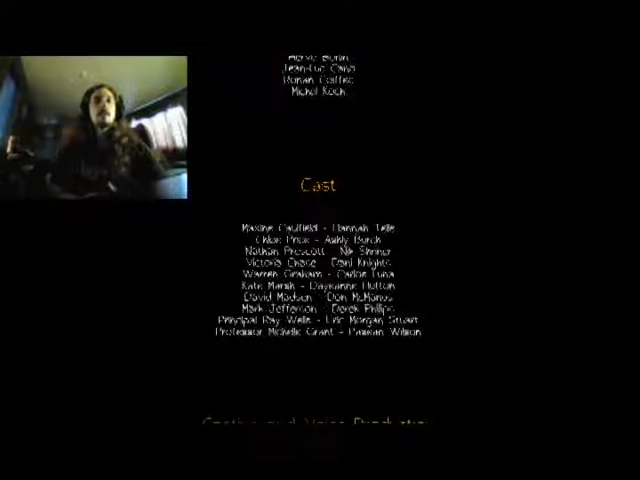 Jean-Luc Cano
Michel Koch
Cast
Maxine Caulfield - Hannah Telle
Chloe Price - Ashly Burch
Nathan Prescott - Nik Shriner
Victoria Chase - Dani Knights
Warren Graham - Carlos Luna
Kate Marsh - Dayeanne Hutton
David Madsen - Don McManus
Mark Jefferson - Derek Phillips
Principal Ray Wells - Eric Morgan Stuart
Professor Michelle Grant -